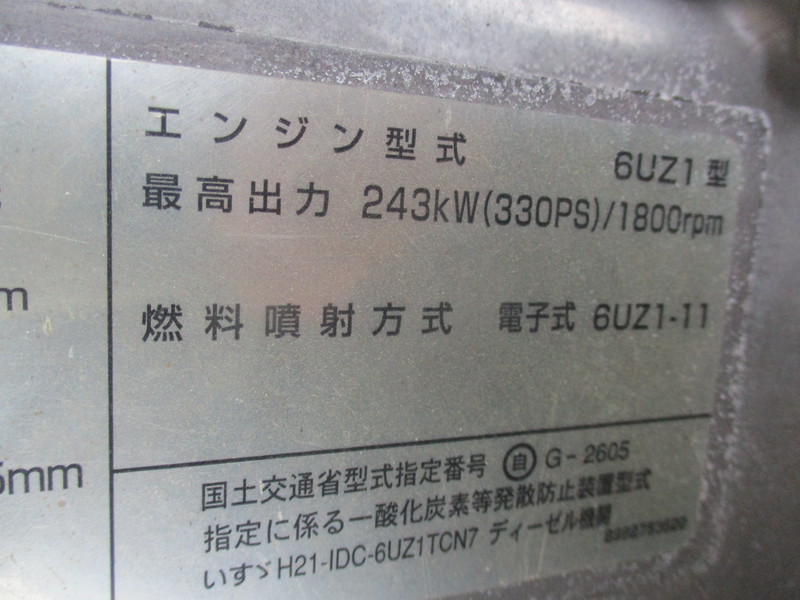 エンジン型式 6UZ1型
最高出力 243kW(330PS)/1800rpm
m
燃料噴射方式 電子式 6UZ1-11
5mm
国土交通省型式指定番号 自 G-2605
指定に係る一酸化炭素等発散防止装置型式
いすゞH21-IDC-6UZ1TCN7 ディーゼル機関